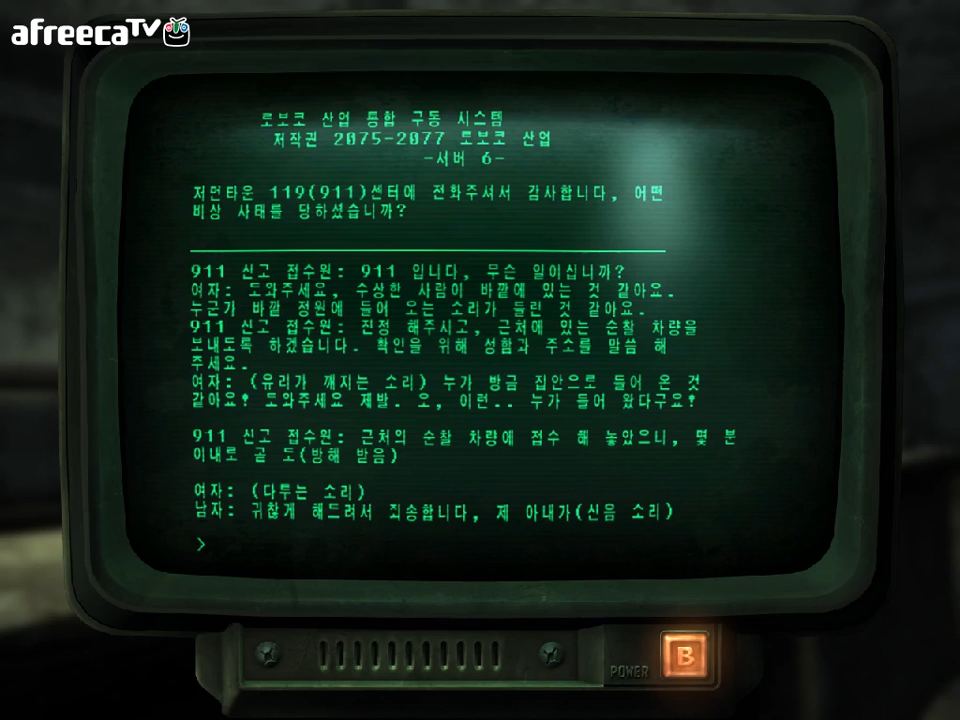 afreecaTV
로보코 산업 통합 구동 시스템
저작권 2075-2077 로보코 산업
-서버 6-
저먼타운 119(911)센터에 전화주셔서 감사합니다, 어떤
비상 사태를 당하셨습니까?
911 신고 접수원: 911 입니다, 무슨 일이십니까?
여자: 도와주세요, 수상한 사람이 바깥에 있는 것 같아요.
누군가 바깥 정원에 들어 오는 소리가 들린 것 같아요.
911 신고 접수원: 진정 해주시고, 근처에 있는 순찰 차량을
보내도록 하겠습니다. 확인을 위해 성함과 주소를 말씀 해
주세요.
여자: (유리가 깨지는 소리) 누가 방금 집안으로 들어 온 것
같아요! 도와주세요 제발. 오, 이런.. 누가 들어 왔다구요!
911 신고 접수원: 근처의 순찰 차량에 접수 해 놓았으니, 몇 분
이내로 곧 도(방해 받음)
여자: (다투는 소리)
남자: 귀찮게 해드려서 죄송합니다, 제 아내가(신음 소리)
>
POWER
B